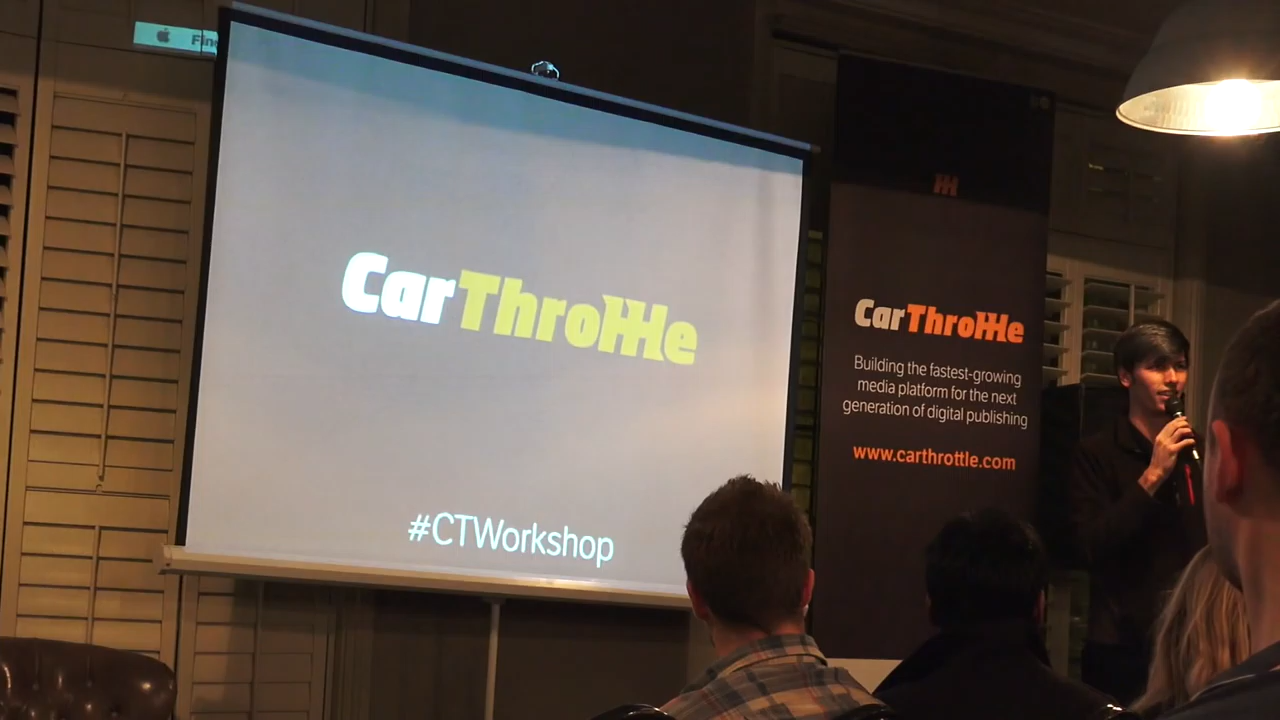 Fin
CarThrottle
#CTWorkshop
CarThrottle
Building the fastest-growing
media platform for the next
generation of digital publishing
www.carthrottle.com